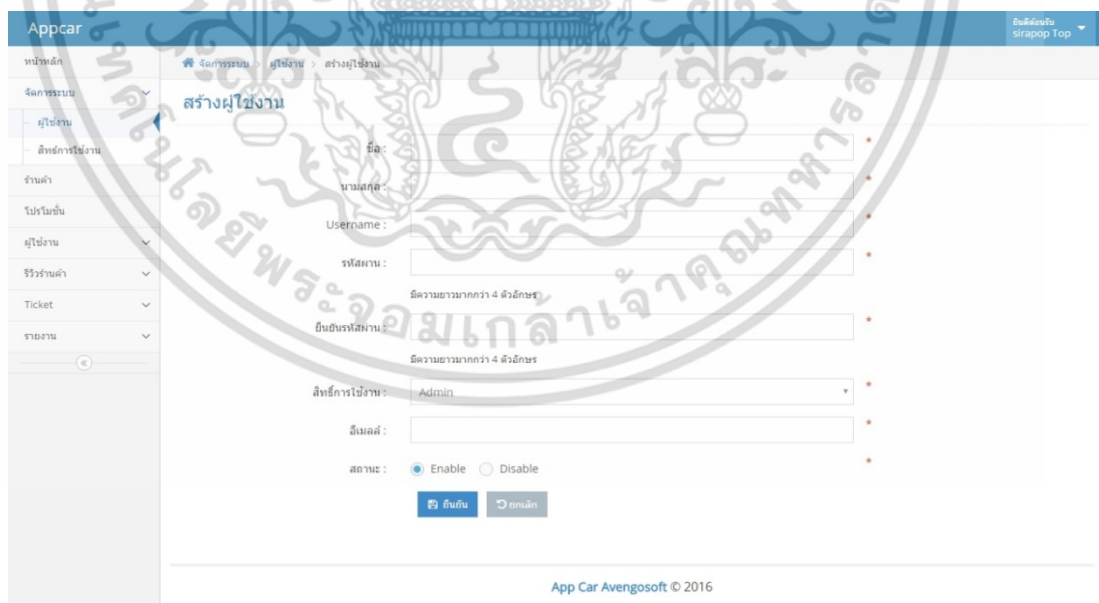 Appcar
ยินดีต้อนรับ
sirapop Top
หน้าหลัก
จัดการระบบ
ผู้ใช้งาน
สิทธ์การใช้งาน
ร้านค้า
โปรโมชั่น
ผู้ใช้งาน
รีวิวร้านค้า
Ticket
รายงาน
จัดการระบบ > ผู้ใช้งาน > สร้างผู้ใช้งาน
สร้างผู้ใช้งาน
ชื่อ : *
นามสกุล : *
Username : *
รหัสผ่าน : *
มีความยาวมากกว่า 4 ตัวอักษร
ยืนยันรหัสผ่าน : *
มีความยาวมากกว่า 4 ตัวอักษร
สิทธิ์การใช้งาน : Admin *
อีเมลล์ : *
สถานะ : Enable Disable *
ยืนยัน ยกเลิก
App Car Avengosoft © 2016